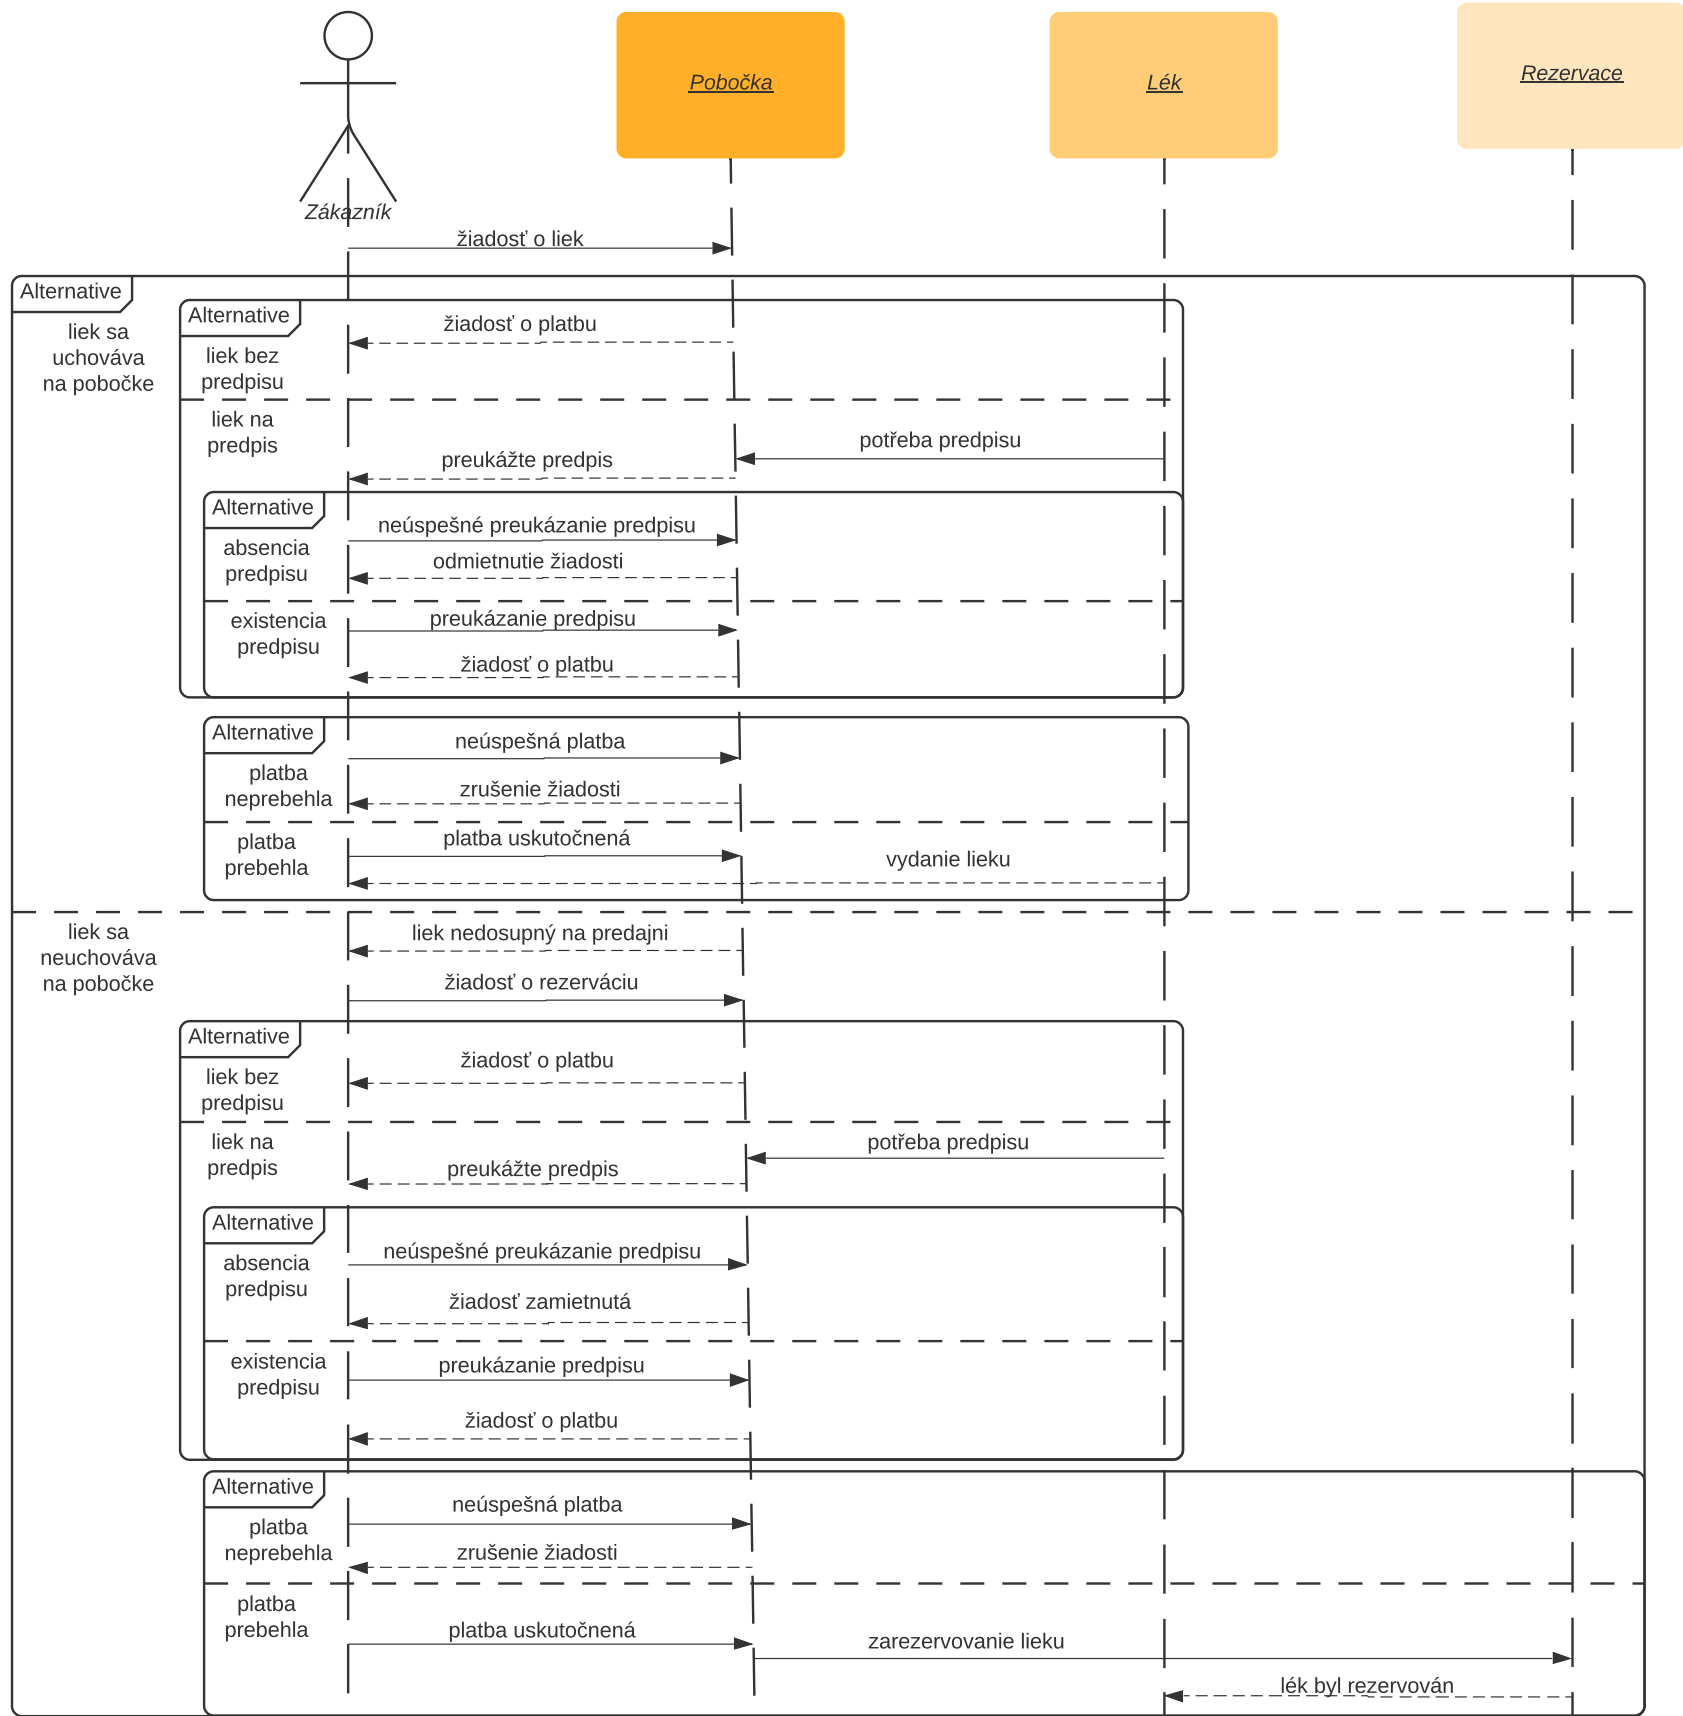 Pobočka
Lék
Rezervace
Zákazník
žiadosť o liek
Alternative
liek sa
uchováva
na pobočke
Alternative
žiadosť o platbu
liek bez
predpisu
liek na
predpis
potřeba predpisu
preukážte predpis
Alternative
neúspešné preukázanie predpisu
absencia
predpisu
odmietnutie žiadosti
existencia
predpisu
preukázanie predpisu
žiadosť o platbu
Alternative
neúspešná platba
platba
neprebehla
zrušenie žiadosti
platba
prebehla
platba uskutočnená
vydanie lieku
liek sa
neuchováva
na pobočke
liek nedosupný na predajni
žiadosť o rezerváciu
Alternative
žiadosť o platbu
liek bez
predpisu
liek na
predpis
potřeba predpisu
preukážte predpis
Alternative
neúspešné preukázanie predpisu
absencia
predpisu
žiadosť zamietnutá
existencia
predpisu
preukázanie predpisu
žiadosť o platbu
Alternative
neúspešná platba
platba
neprebehla
zrušenie žiadosti
platba
prebehla
platba uskutočnená
zarezervovanie lieku
lék byl rezervován